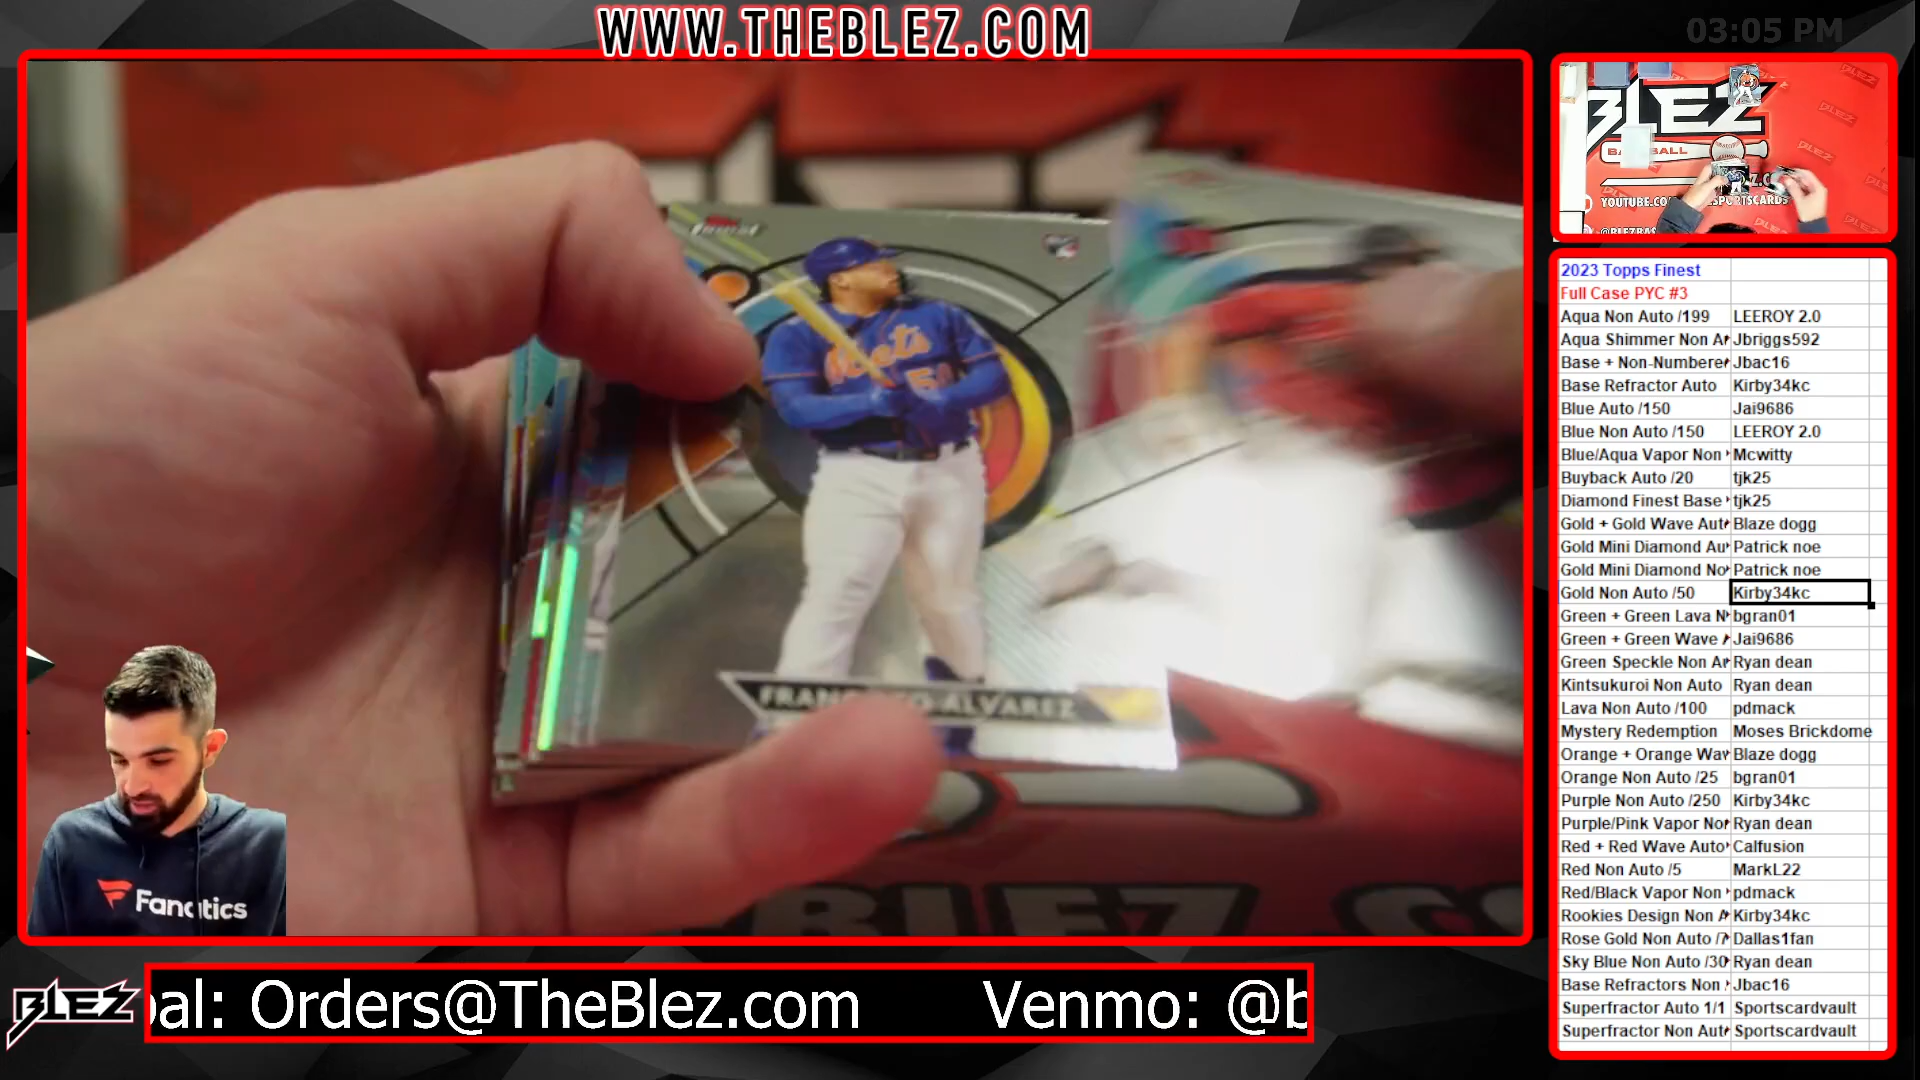 WWW.THEBLEZ.COM
03:05 PM
BLEZ
BASEBALL
YOUTUBE.CO
Finest
Mets
FRANCISCO ALVAREZ
Fanatics
BLEZ
pal: Orders@TheBlez.com Venmo: @b
2023 Topps Finest
Full Case PYC #3
Aqua Non Auto /199 LEEROY 2.0
Aqua Shimmer Non A Jbriggs592
Base + Non-Numbere Jbac16
Base Refractor Auto Kirby34kc
Blue Auto /150 Jai9686
Blue Non Auto /150 LEEROY 2.0
Blue/Aqua Vapor Non Mcwitty
Buyback Auto /20 tjk25
Diamond Finest Base tjk25
Gold + Gold Wave Aut Blaze dogg
Gold Mini Diamond Au Patrick noe
Gold Mini Diamond No Patrick noe
Gold Non Auto /50 Kirby34kc
Green + Green Lava N bgran01
Green + Green Wave Jai9686
Green Speckle Non A Ryan dean
Kintsukuroi Non Auto Ryan dean
Lava Non Auto /100 pdmack
Mystery Redemption Moses Brickdome
Orange + Orange Wav Blaze dogg
Orange Non Auto /25 bgran01
Purple Non Auto /250 Kirby34kc
Purple/Pink Vapor No Ryan dean
Red + Red Wave Auto Calfusion
Red Non Auto /5 MarkL22
Red/Black Vapor Non pdmack
Rookies Design Non A Kirby34kc
Rose Gold Non Auto /7 Dallas1fan
Sky Blue Non Auto /30 Ryan dean
Base Refractors Non Jbac16
Superfractor Auto 1/1 Sportscardvault
Superfractor Non Aut Sportscardvault